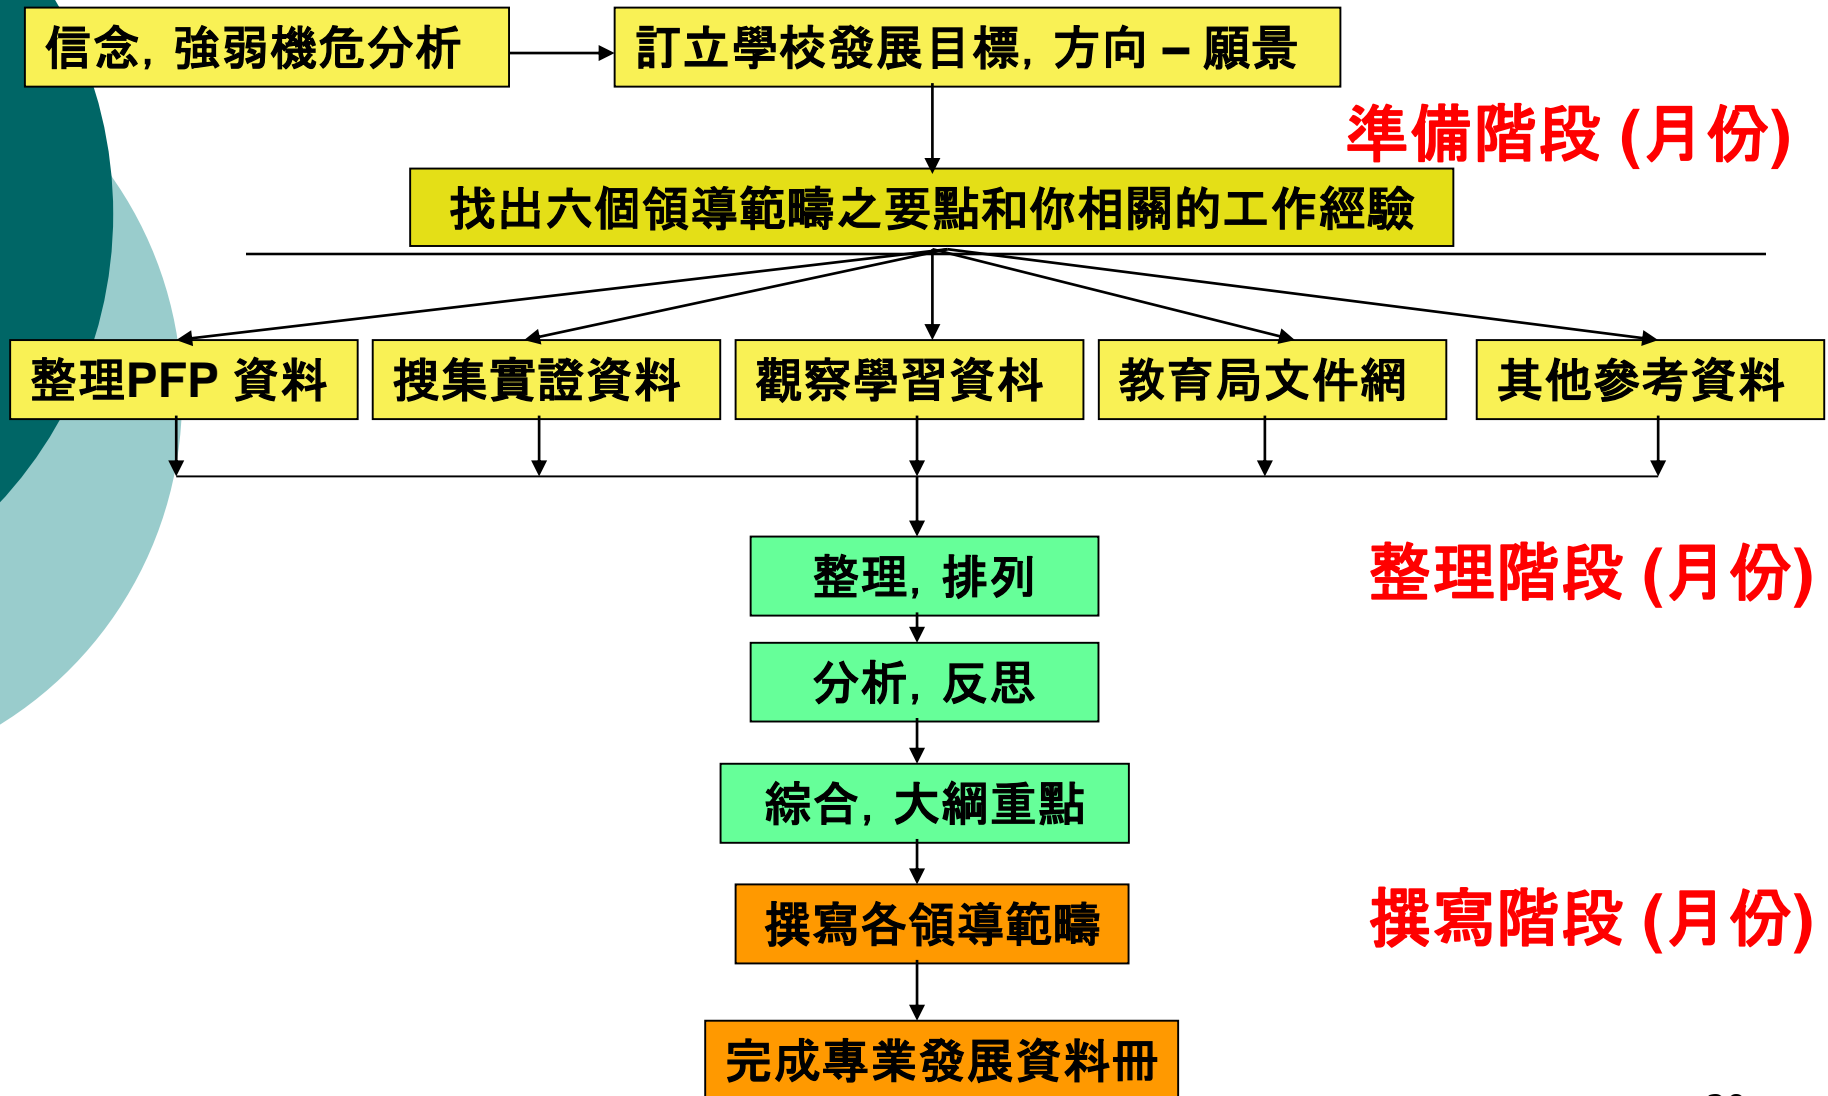 信念, 強弱機危分析
訂立學校發展目標, 方向 – 願景
準備階段 (月份)
找出六個領導範疇之要點和你相關的工作經驗
整理PFP 資料
搜集實證資料
觀察學習資枓
教育局文件網
其他參考資料
整理, 排列
整理階段 (月份)
分析, 反思
綜合, 大綱重點
撰寫各領導範疇
撰寫階段 (月份)
完成專業發展資料冊